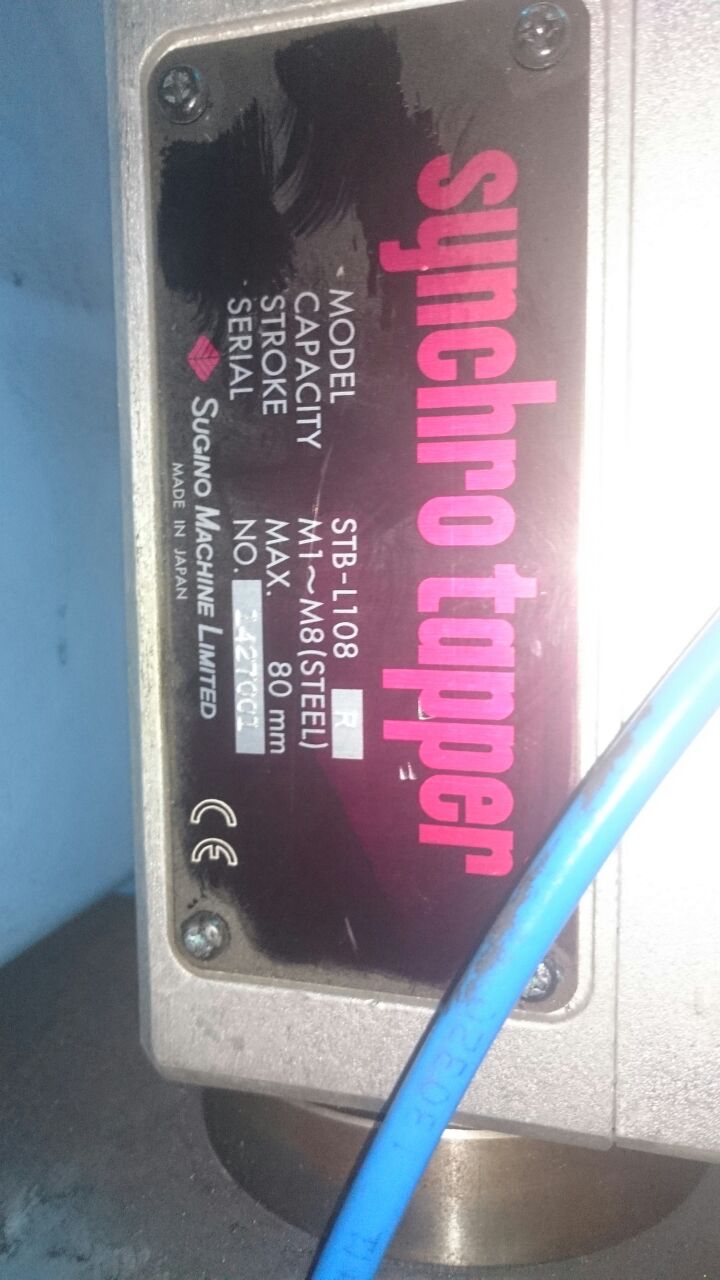 synchro tapper
MODEL STB-L108 R
CAPACITY M1~M8(STEEL)
STROKE MAX. 80 mm
SERIAL NO.
SUGINO MACHINE LIMITED
MADE IN JAPAN
CE